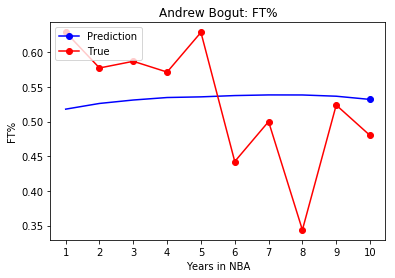 Andrew Bogut: FT%
Prediction
True
FT%
0.60
0.55
0.50
0.45
0.40
0.35
1 2 3 4 5 6 7 8 9 10
Years in NBA